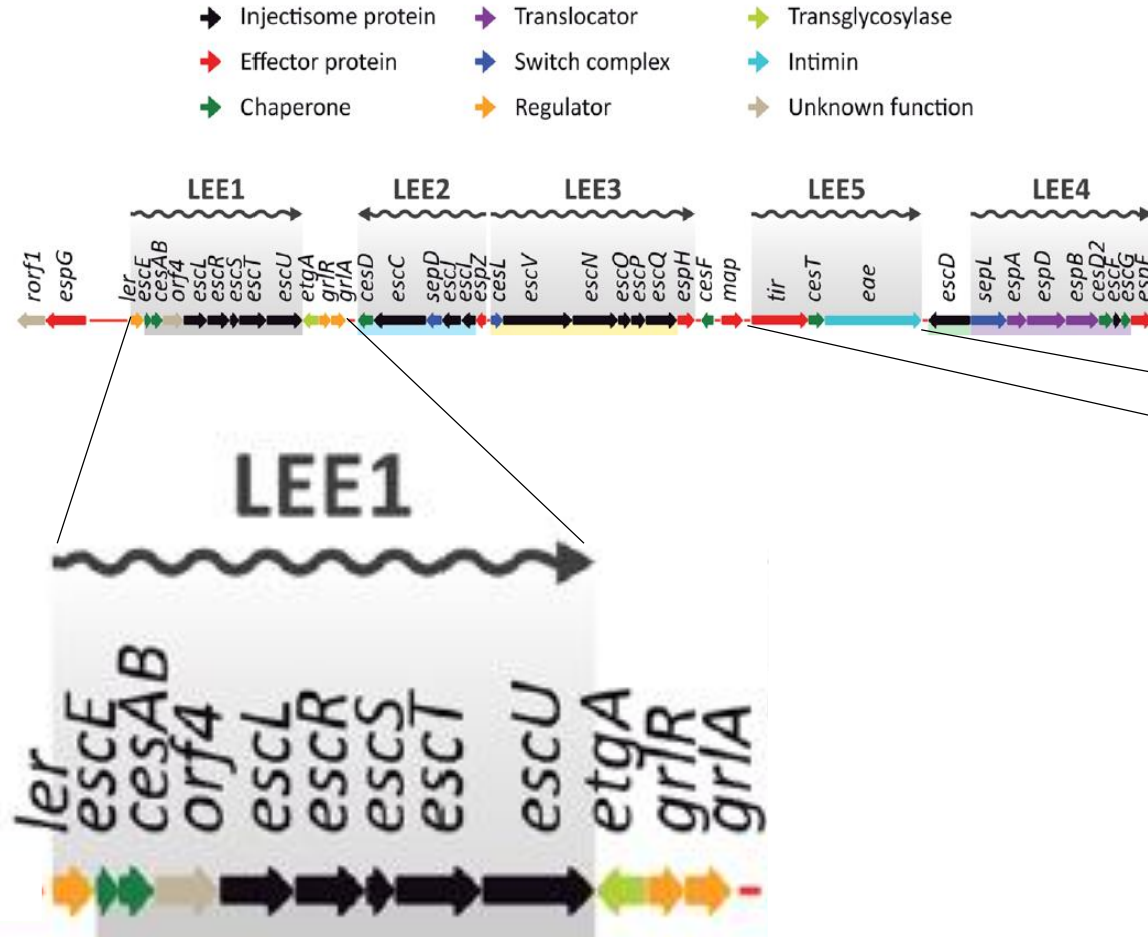 Injectisome protein Translocator Transglycosylase
Effector protein Switch complex Intimin
Chaperone Regulator Unknown function
LEE1 LEE2 LEE3 LEE5 LEE4
rorf1 espG ler escE cesAB orf4 escL escR escS escT escU etgA grlR grlA cesD escC sepD escJ escI espZ cesL escV escN escO escP escQ espH cesF map tir cesT eae escD sepL espA espD espB cesD2 escF escG
LEE1
ler escE cesAB orf4 escL escR escS escT escU etgA grlR grlA